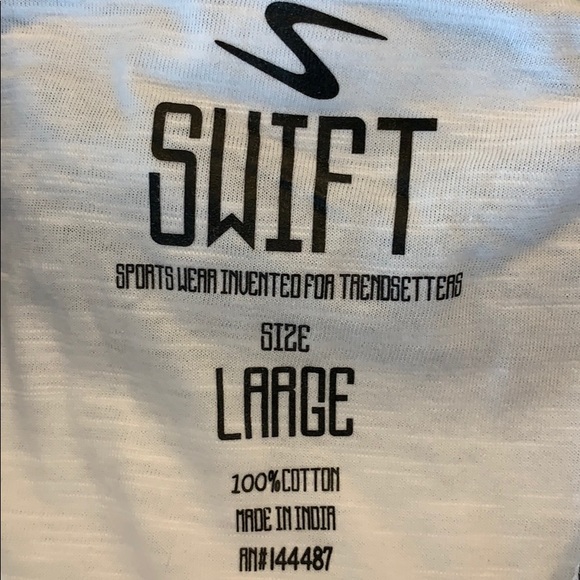 SWIFT
SPORTS WEAR INVENTED FOR TRENDSETTERS
SIZE
LARGE
100%COTTON
MADE IN INDIA
RN#144487